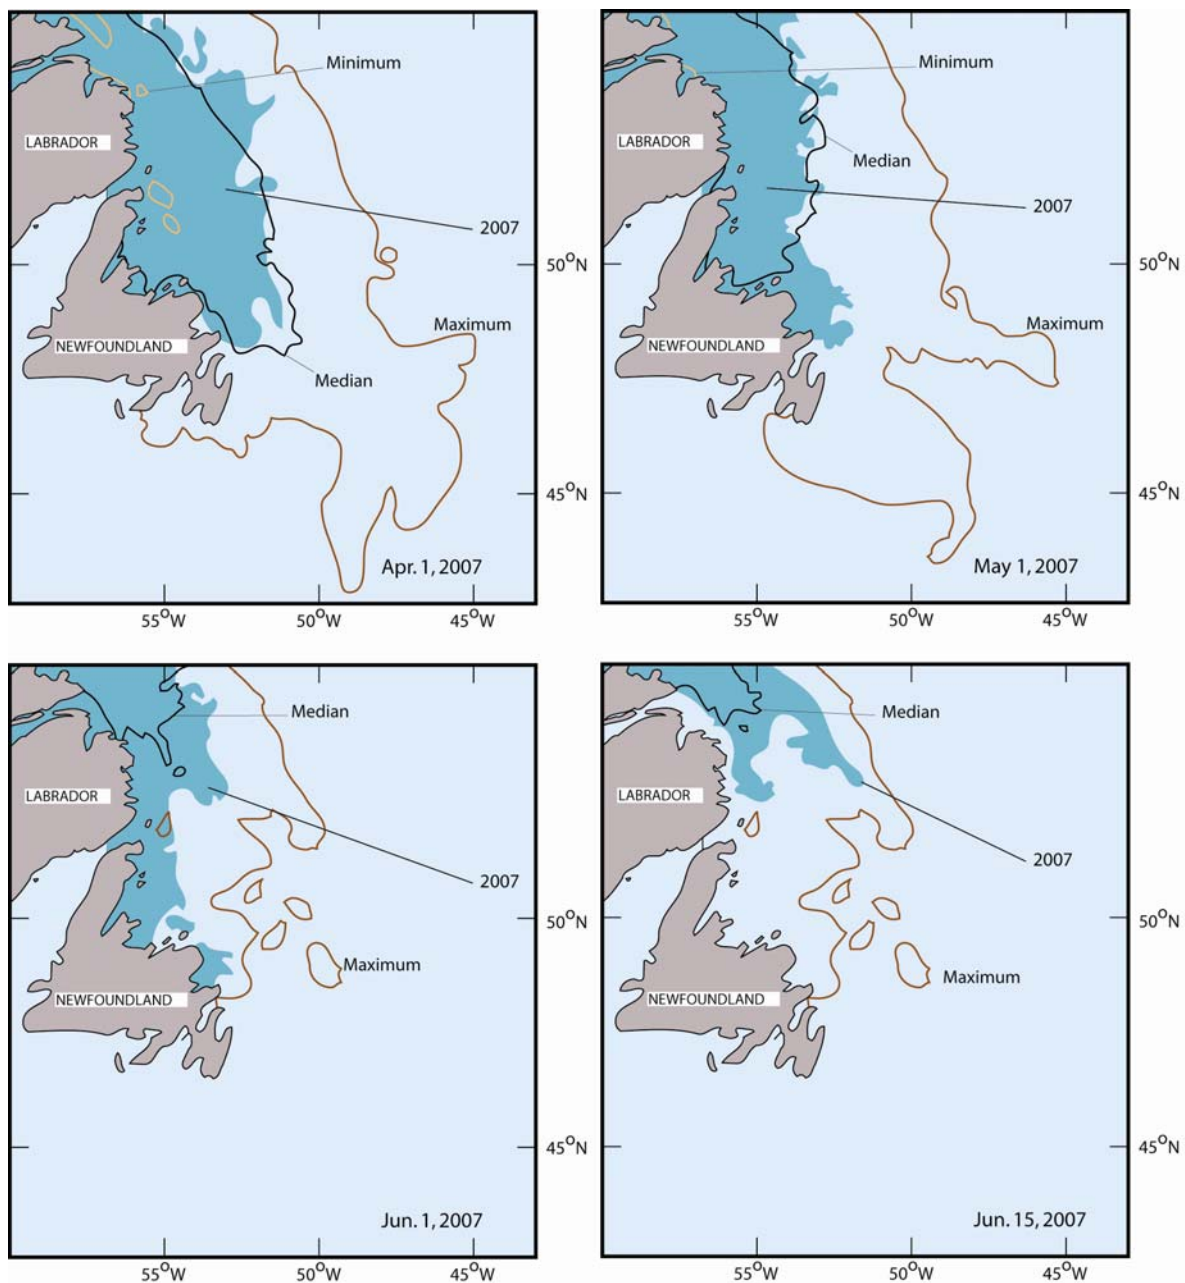 Minimum
LABRADOR
2007
50°N
Maximum
NEWFOUNDLAND
Median
45°N
Apr. 1, 2007
55°W
50°W
45°W
Minimum
LABRADOR
Median
2007
50°N
Maximum
NEWFOUNDLAND
45°N
May 1, 2007
55°W
50°W
45°W
Median
LABRADOR
2007
50°N
Maximum
NEWFOUNDLAND
45°N
Jun. 1, 2007
55°W
50°W
45°W
Median
LABRADOR
2007
50°N
Maximum
NEWFOUNDLAND
45°N
Jun. 15, 2007
55°W
50°W
45°W